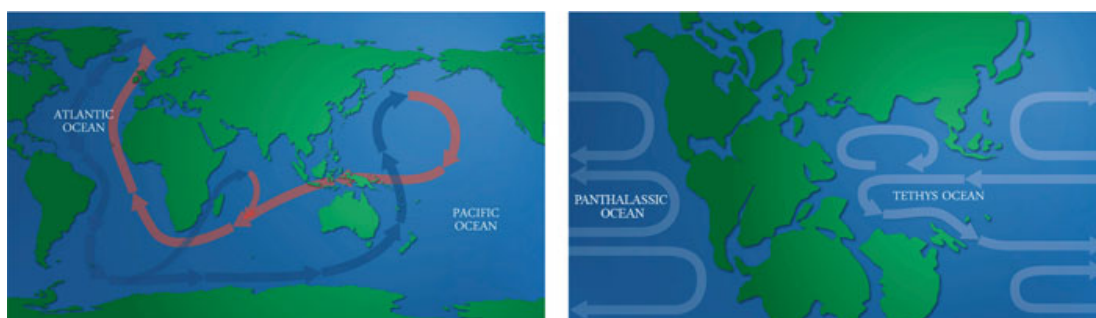 ATLANTIC
OCEAN
PACIFIC
OCEAN
PANTHALASSIC
OCEAN
TETHYS OCEAN